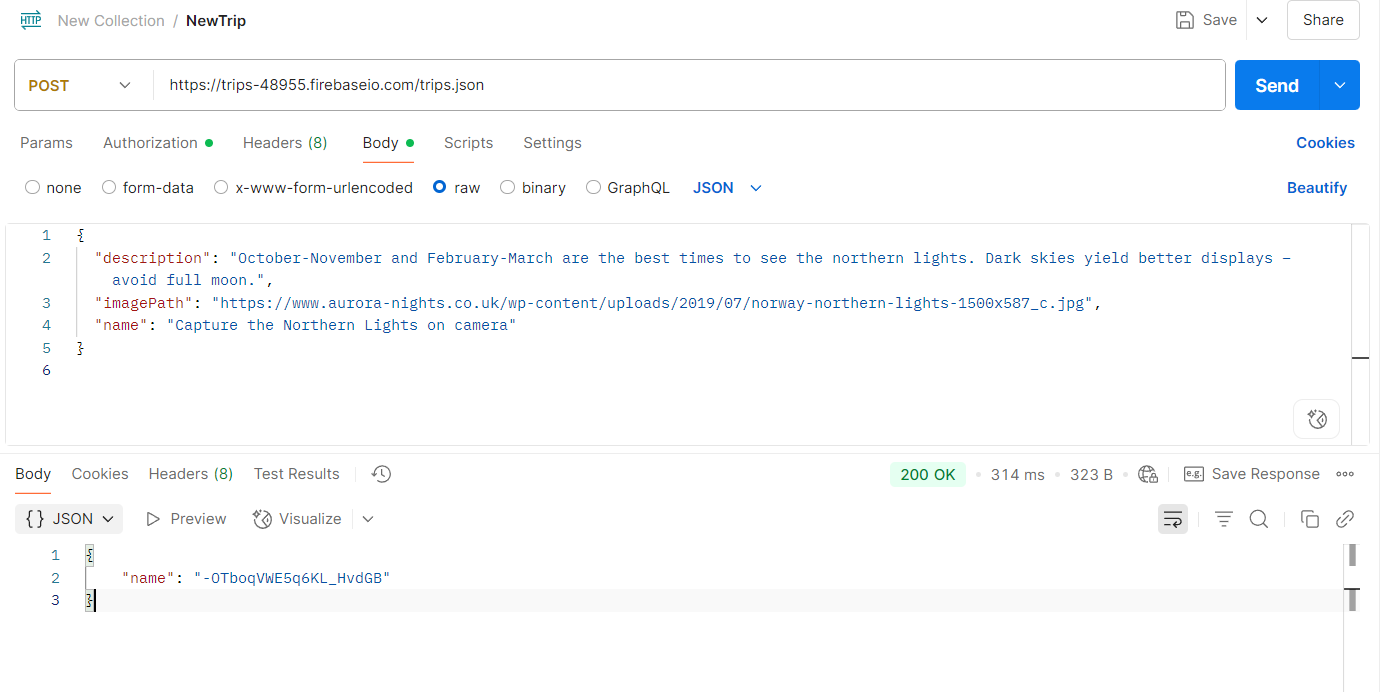 HTTP New Collection / NewTrip Save Share
POST https://trips-48955.firebaseio.com/trips.json Send
Params Authorization Headers (8) Body Scripts Settings Cookies
none form-data x-www-form-urlencoded raw binary GraphQL JSON Beautify
1 {
2 "description": "October-November and February-March are the best times to see the northern lights. Dark skies yield better displays –
avoid full moon.",
3 "imagePath": "https://www.aurora-nights.co.uk/wp-content/uploads/2019/07/norway-northern-lights-1500x587_c.jpg",
4 "name": "Capture the Northern Lights on camera"
5 }
6
Body Cookies Headers (8) Test Results 200 OK • 314 ms • 323 B • e.g. Save Response
{} JSON Preview Visualize
1 {
2 "name": "-OTboqVWE5q6KL_HvdGB"
3 }